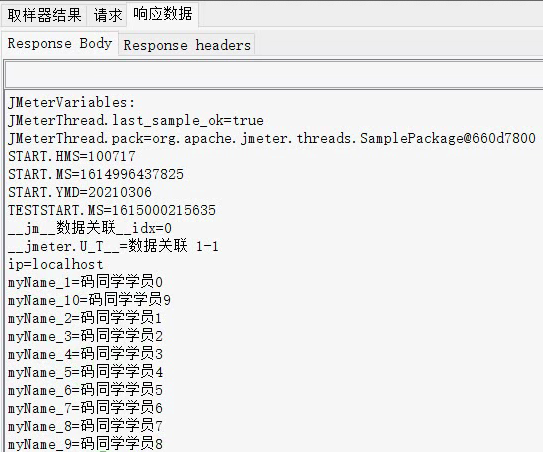 取样器结果 请求 响应数据
Response Body Response headers
JMeterVariables:
JMeterThread.last_sample_ok=true
JMeterThread.pack=org.apache.jmeter.threads.SamplePackage@660d7800
START.HMS=100717
START.MS=1614996437825
START.YMD=20210306
TESTSTART.MS=1615000215635
__jm__数据关联__idx=0
__jmeter.U_T__=数据关联 1-1
ip=localhost
myName_1=码同学学员0
myName_10=码同学学员9
myName_2=码同学学员1
myName_3=码同学学员2
myName_4=码同学学员3
myName_5=码同学学员4
myName_6=码同学学员5
myName_7=码同学学员6
myName_8=码同学学员7
myName_9=码同学学员8